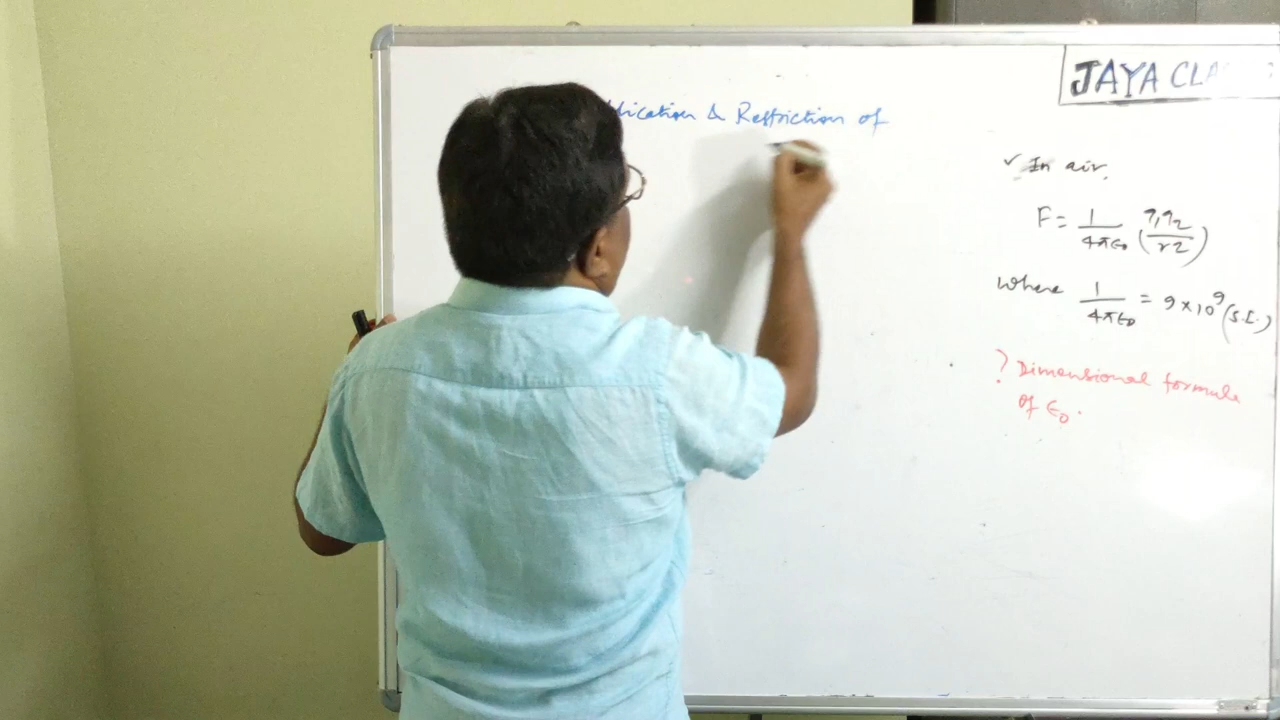 & Restriction of
JAYA CLA
✓ In air,
F = 1/4πε₀ (q₁q₂/r2)
Where 1/4πε₀ = 9 × 10⁹ (S.I.)
? Dimensional formula
of ε₀.